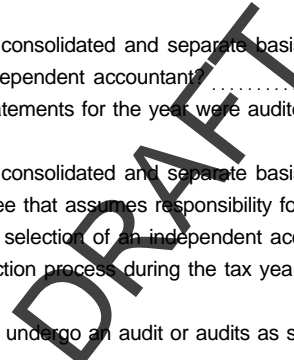 consolidated and separate basi
ependent accountant? . . . . . . . . .
atements for the year were audite
consolidated and separate basi
ee that assumes responsibility fo
selection of an independent acc
ction process during the tax yea
undergo an audit or audits as s
DRAFT